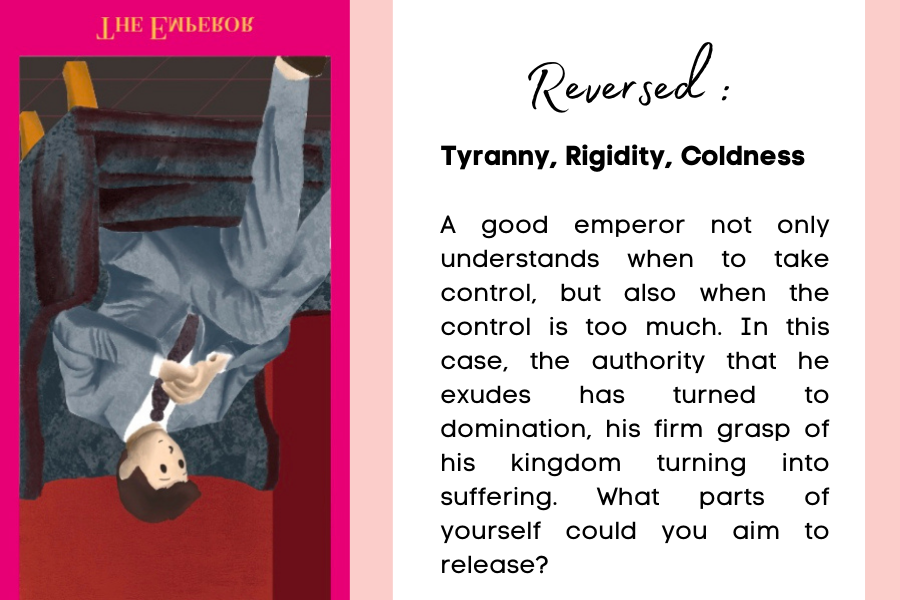 THE EMPEROR
Reversed :
Tyranny, Rigidity, Coldness
A good emperor not only
understands when to take
control, but also when the
control is too much. In this
case, the authority that he
exudes has turned to
domination, his firm grasp of
his kingdom turning into
suffering. What parts of
yourself could you aim to
release?